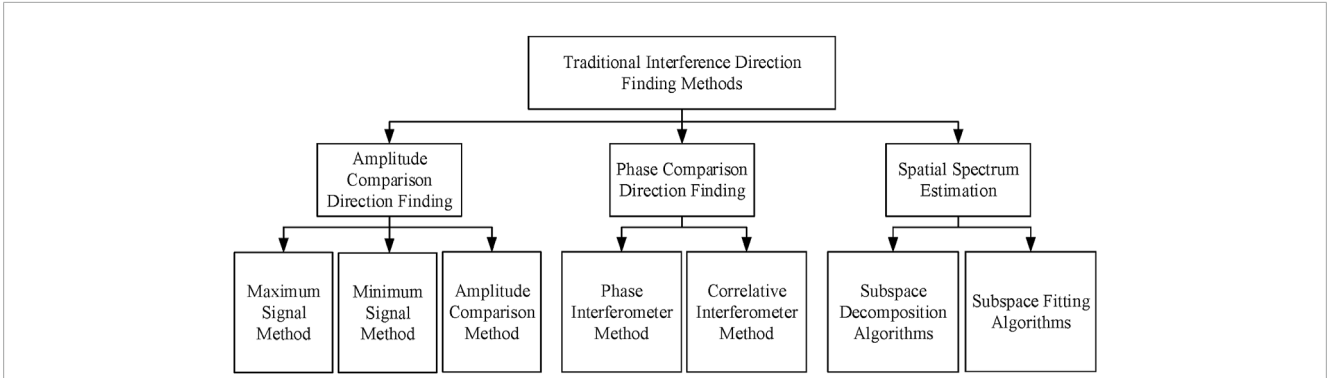 Traditional Interference Direction
Finding Methods
Amplitude
Comparison
Direction Finding
Phase Comparison
Direction Finding
Spatial Spectrum
Estimation
Maximum
Signal
Method
Minimum
Signal
Method
Amplitude
Comparison
Method
Phase
Interferometer
Method
Correlative
Interferometer
Method
Subspace
Decomposition
Algorithms
Subspace Fitting
Algorithms